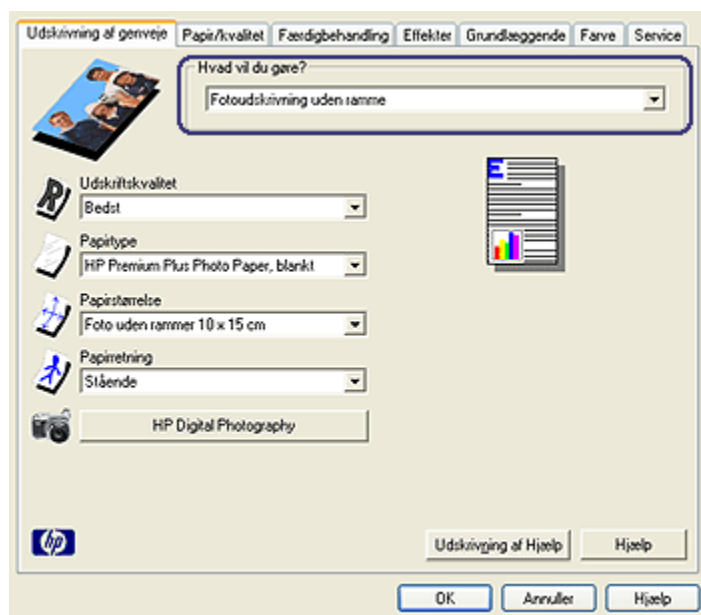 Udskrivning af genveje Papir/kvalitet Færdigbehandling Effekter Grundlæggende Farve Service
Hvad vil du gøre?
Fotoudskrivning uden ramme
Udskriftskvalitet
Bedst
Papirtype
HP Premium Plus Photo Paper, blankt
Papirstørrelse
Foto uden rammer 10 x 15 cm
Papirretning
Stående
HP Digital Photography
hp
Udskrivning af Hjælp Hjælp
OK Annuller Hjælp